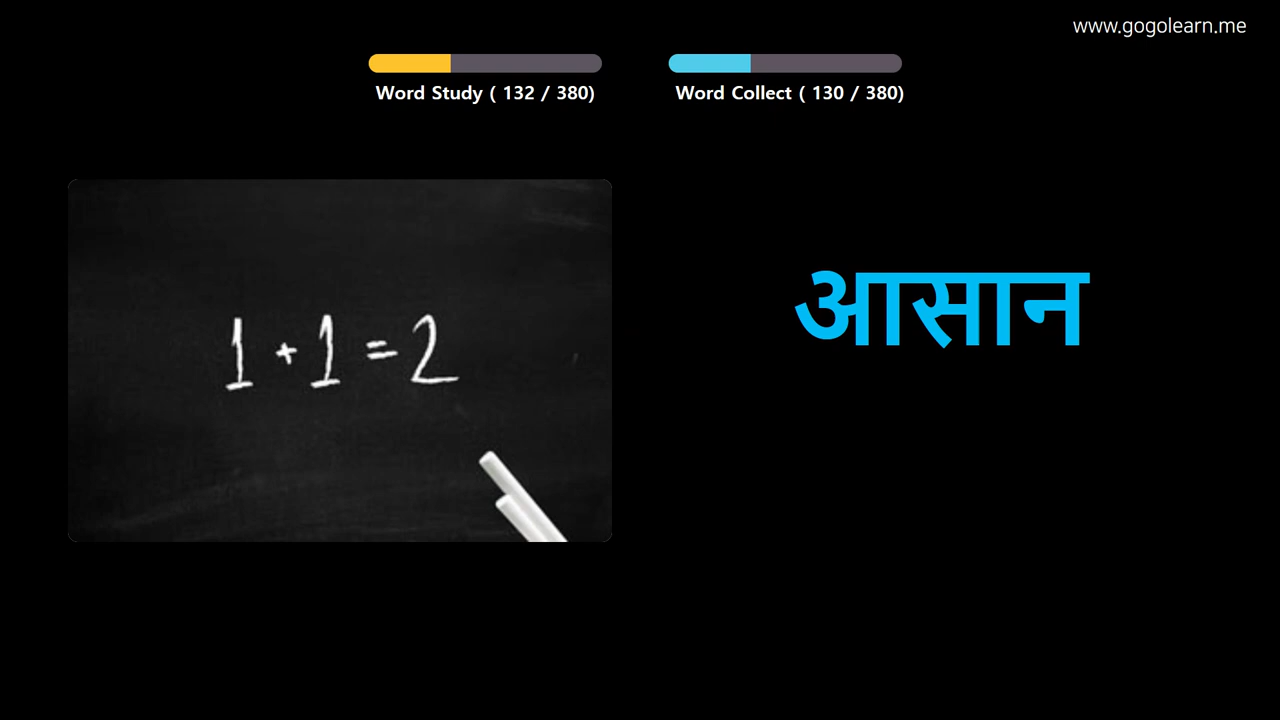 www.gogolearn.me
Word Study ( 132 / 380)
Word Collect ( 130 / 380)
1 + 1 = 2
आसान